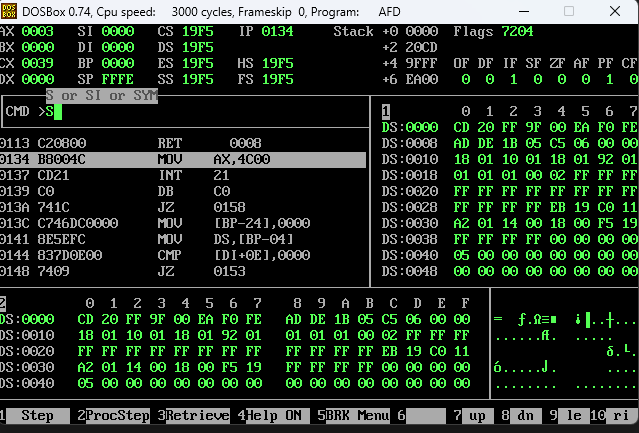 DOSBox 0.74, Cpu speed: 3000 cycles, Frameskip 0, Program: AFD
AX 0003 SI 0000 CS 19F5 IP 0134 Stack +0 0000 Flags 7204
BX 0000 DI 0000 DS 19F5 +2 20CD
CX 0039 BP 0000 ES 19F5 HS 19F5 +4 9FFF OF DF IF SF ZF AF PF CF
DX 0000 SP FFFE SS 19F5 FS 19F5 +6 EA00 0 0 1 0 0 0 1 0
S or SI or SYM
CMD >S
1 0 1 2 3 4 5 6 7
DS:0000 CD 20 FF 9F 00 EA F0 FE
DS:0008 AD DE 1B 05 C5 06 00 00
DS:0010 18 01 10 01 18 01 92 01
DS:0018 01 01 01 00 02 FF FF FF
DS:0020 FF FF FF FF FF FF FF FF
DS:0028 FF FF FF FF EB 19 C0 11
DS:0030 A2 01 14 00 18 00 F5 19
DS:0038 FF FF FF FF 00 00 00 00
DS:0040 05 00 00 00 00 00 00 00
DS:0048 00 00 00 00 00 00 00 00
0113 C20800 RET 0008
0134 B8004C MOV AX,4C00
0137 CD21 INT 21
0139 C0 DB C0
013A 741C JZ 0158
013C C746DC0000 MOV [BP-24],0000
0141 8E5EFC MOV DS,[BP-04]
0144 837D0E00 CMP [DI+0E],0000
0148 7409 JZ 0153
2 0 1 2 3 4 5 6 7 8 9 A B C D E F
DS:0000 CD 20 FF 9F 00 EA F0 FE AD DE 1B 05 C5 06 00 00
DS:0010 18 01 10 01 18 01 92 01 01 01 01 00 02 FF FF FF
DS:0020 FF FF FF FF FF FF FF FF FF FF FF FF EB 19 C0 11
DS:0030 A2 01 14 00 18 00 F5 19 FF FF FF FF 00 00 00 00
DS:0040 05 00 00 00 00 00 00 00 00 00 00 00 00 00 00 00
1 Step 2 ProcStep 3 Retrieve 4 Help ON 5 BRK Menu 6 7 up 8 dn 9 le 10 ri